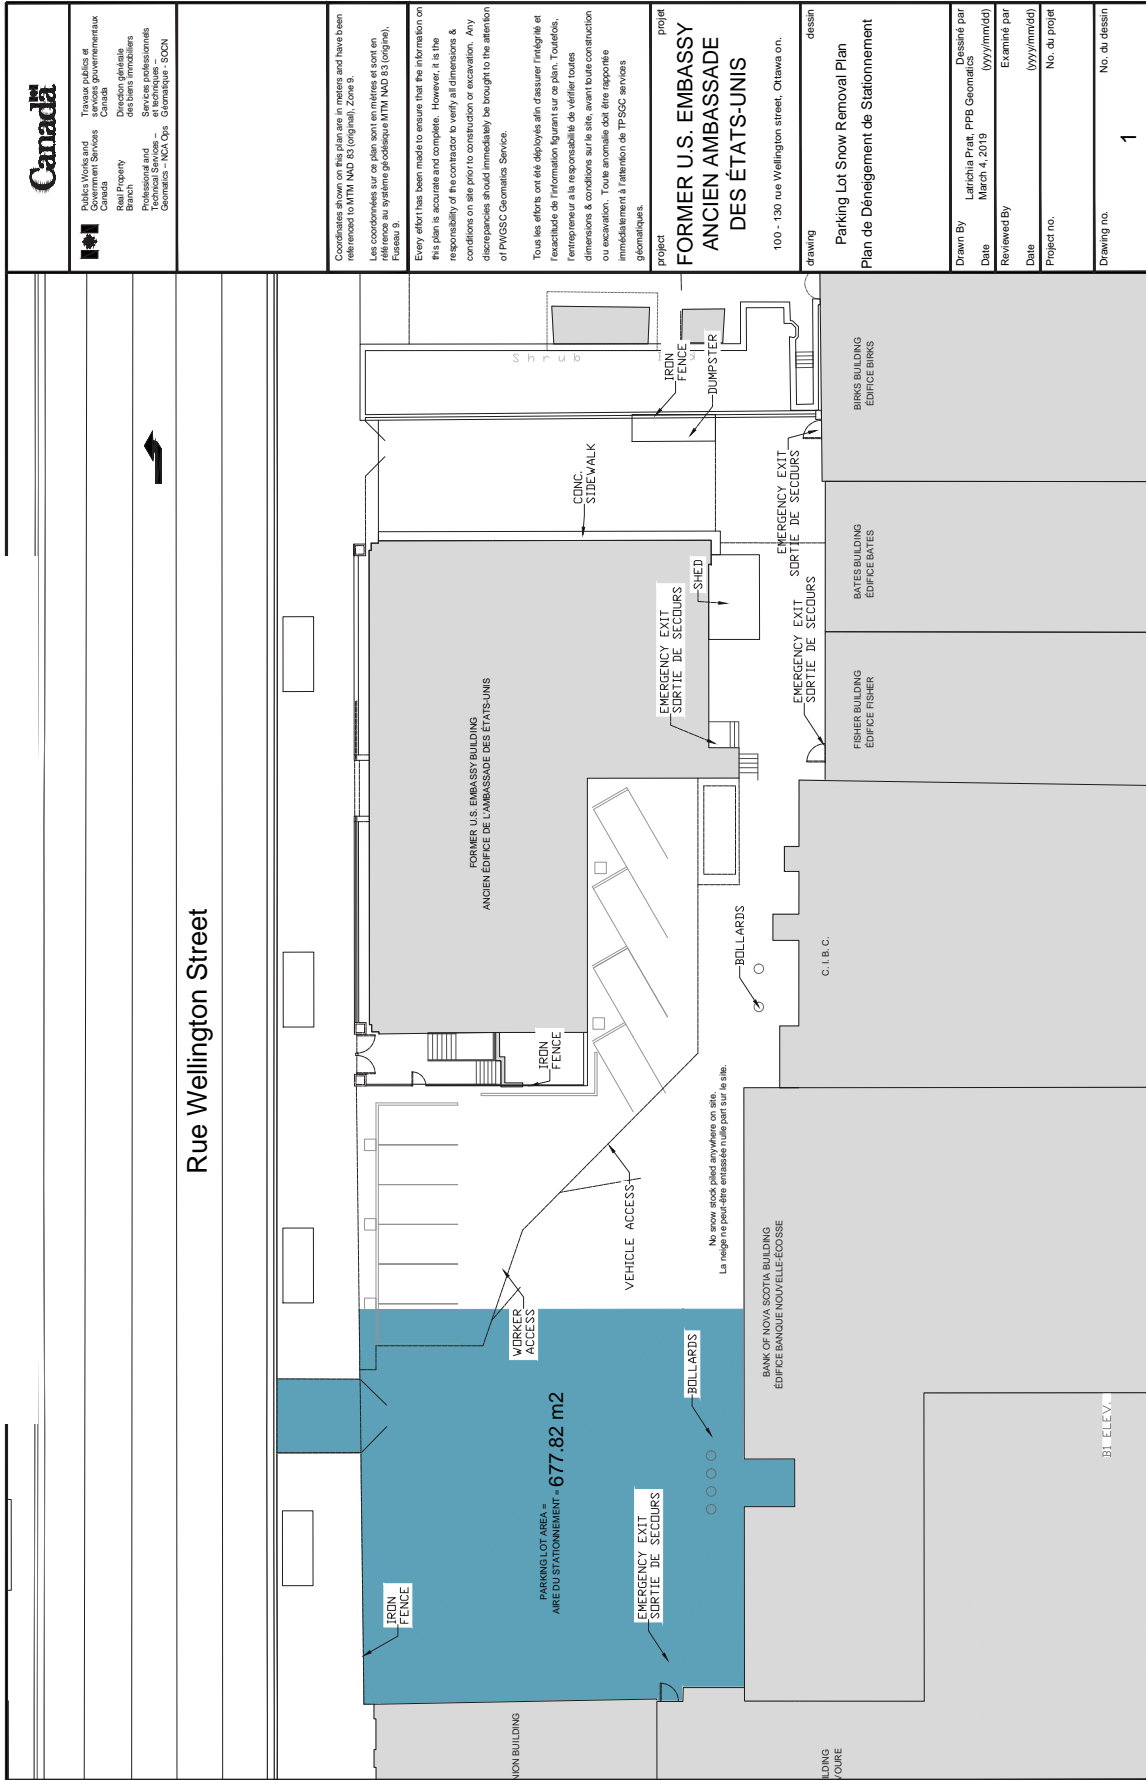 Canada
Publics Works and
Government Services
Canada
Travaux publics et
services gouvernementaux
Canada
Real Property
Branch
Direction générale
des biens immobiliers
Professional and
Technical Services –
Geomatics – NCA Ops
Services professionnels
et techniques –
Géomatique - SOCN
Coordinates shown on this plan are in meters and have been
referenced to MTM NAD 83 (original), Zone 9.
Les coordonnées sur ce plan sont en mètres et sont en
référence au système géodésique MTM NAD 83 (origine),
Fuseau 9.
Every effort has been made to ensure that the information on
this plan is accurate and complete. However, it is the
responsibility of the contractor to verify all dimensions &
conditions on site prior to construction or excavation. Any
discrepancies should immediately be brought to the attention
of PWGSC Geomatics Service.
Tous les efforts ont été déployés afin d'assurer l'intégrité et
l'exactitude de l'information figurant sur ce plan. Toutefois,
l'entrepreneur a la responsabilité de vérifier toutes
dimensions & conditions sur le site, avant toute construction
ou excavation. Toute anomalie doit être rapportée
immédiatement à l'attention de TPSGC services
géomatiques.
project
projet
FORMER U.S. EMBASSY
ANCIEN AMBASSADE
DES ÉTATS-UNIS
100 - 130 rue Wellington street, Ottawa on.
drawing
dessin
Parking Lot Snow Removal Plan
Plan de Déneigement de Stationnement
Drawn By
Latrichia Pratt, PPB Geomatics
Dessiné par
Date
March 4, 2019
(yyyy/mm/dd)
Reviewed By
Examiné par
Date
(yyyy/mm/dd)
Project no.
No. du projet
Drawing no.
No. du dessin
1
Rue Wellington Street
Shrub
IRON
FENCE
DUMPSTER
CONC.
SIDEWALK
EMERGENCY EXIT
SORTIE DE SECOURS
SHED
EMERGENCY EXIT
SORTIE DE SECOURS
EMERGENCY EXIT
SORTIE DE SECOURS
FORMER U.S. EMBASSY BUILDING
ANCIEN ÉDIFICE DE L'AMBASSADE DES ÉTATS-UNIS
BIRKS BUILDING
ÉDIFICE BIRKS
BATES BUILDING
ÉDIFICE BATES
FISHER BUILDING
ÉDIFICE FISHER
C.I.B.C.
BOLLARDS
IRON
FENCE
VEHICLE ACCESS
No snow stock piled anywhere on site.
La neige ne peut-être entassée nulle part sur le site.
WORKER
ACCESS
BANK OF NOVA SCOTIA BUILDING
ÉDIFICE BANQUE NOUVELLE-ÉCOSSE
BOLLARDS
PARKING LOT AREA =
AIRE DU STATIONNEMENT = 677.82 m2
EMERGENCY EXIT
SORTIE DE SECOURS
IRON
FENCE
B1 ELEV.
NION BUILDING
ILDING
VOURE